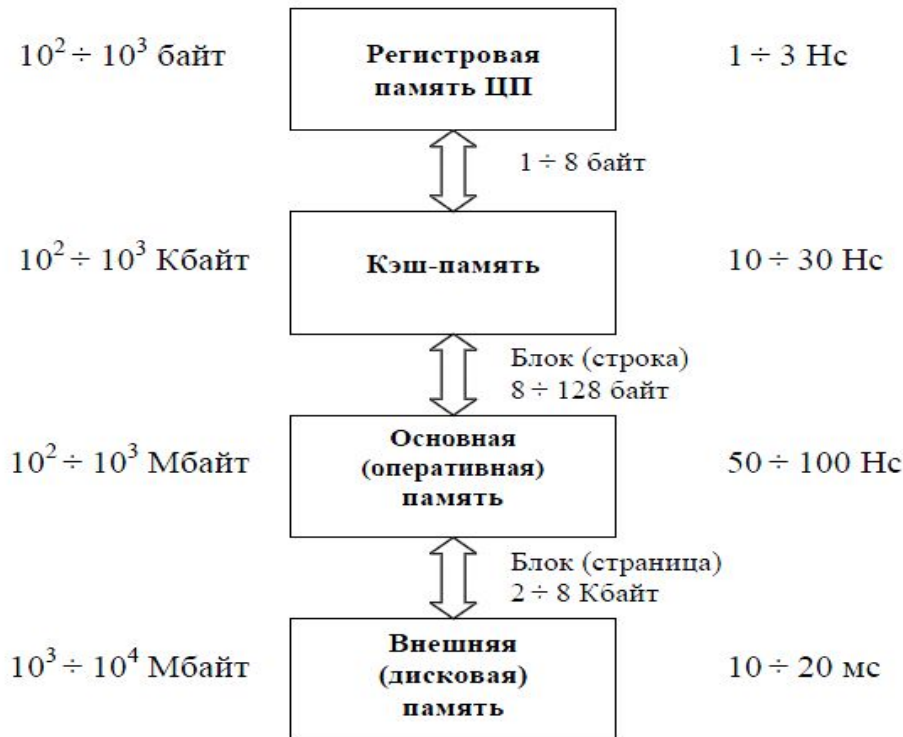 10² ÷ 10³ байт
Регистровая
память ЦП
1 ÷ 3 Нс
1 ÷ 8 байт
10² ÷ 10³ Кбайт
Кэш-память
10 ÷ 30 Нс
Блок (строка)
8 ÷ 128 байт
10² ÷ 10³ Мбайт
Основная
(оперативная)
память
50 ÷ 100 Нс
Блок (страница)
2 ÷ 8 Кбайт
10³ ÷ 10⁴ Мбайт
Внешняя
(дисковая)
память
10 ÷ 20 мс